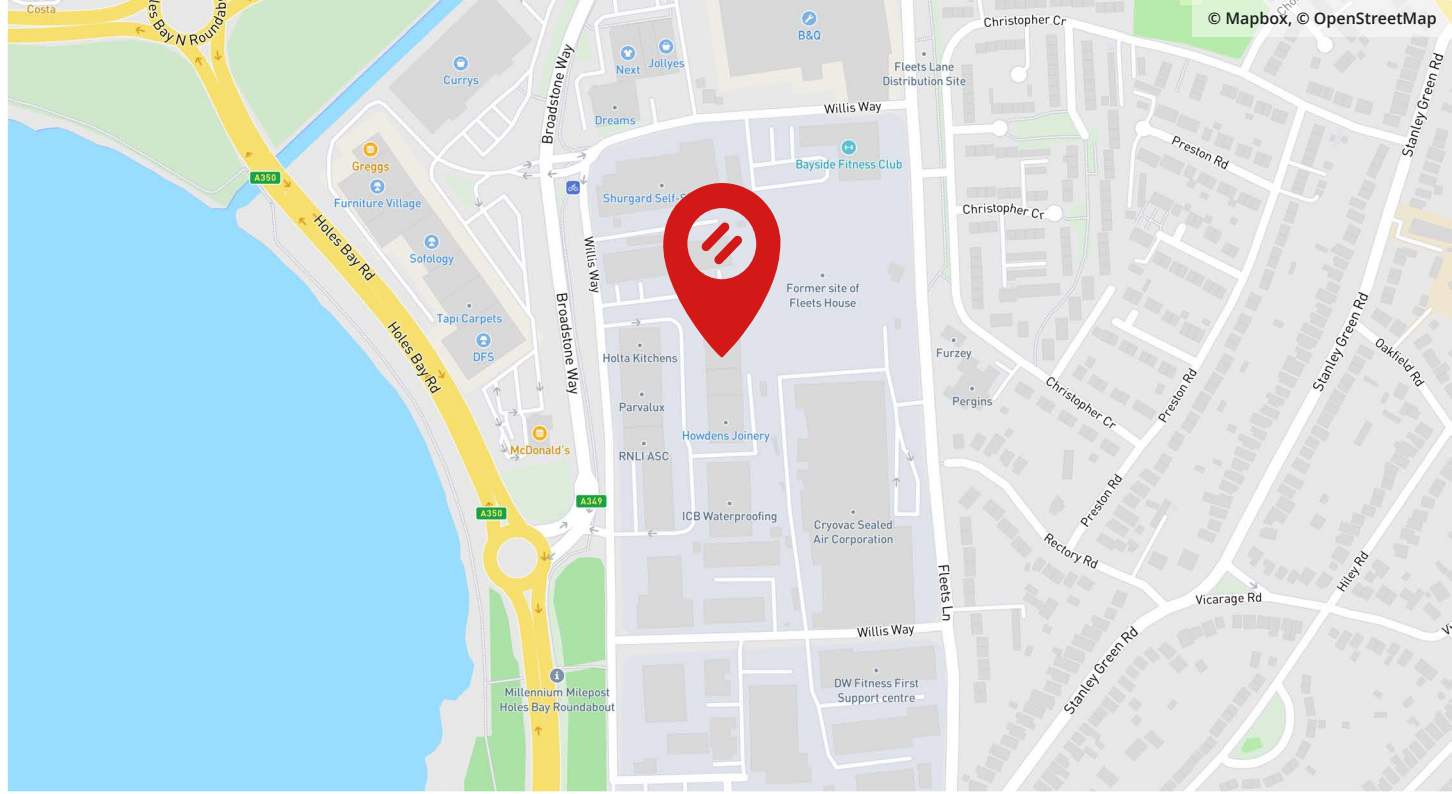 Costa
Holes Bay N Roundab
© Mapbox, © OpenStreetMap
Christopher Cr
B&Q
Next
Jollyes
Currys
Broadstone Way
Fleets Lane
Distribution Site
Stanley Green Rd
Dreams
Willis Way
Preston Rd
Greggs
Bayside Fitness Club
A350
Furniture Village
Shurgard Self-S
Christopher Cr
Holes Bay Rd
Sofology
Willis Way
Former site of
Fleets House
Tapi Carpets
Broadstone Way
Holes Bay Rd
DFS
Holta Kitchens
Furzey
Stanley Green Rd
Oakfield Rd
Parvalux
Pergins
Christopher Cr
Preston Rd
McDonald's
Howdens Joinery
RNLI ASC
A349
A350
ICB Waterproofing
Cryovac Sealed
Air Corporation
Preston Rd
Rectory Rd
Fleets Ln
Hiley Rd
Vicarage Rd
Willis Way
Stanley Green Rd
DW Fitness First
Support centre
Millennium Milepost
Holes Bay Roundabout